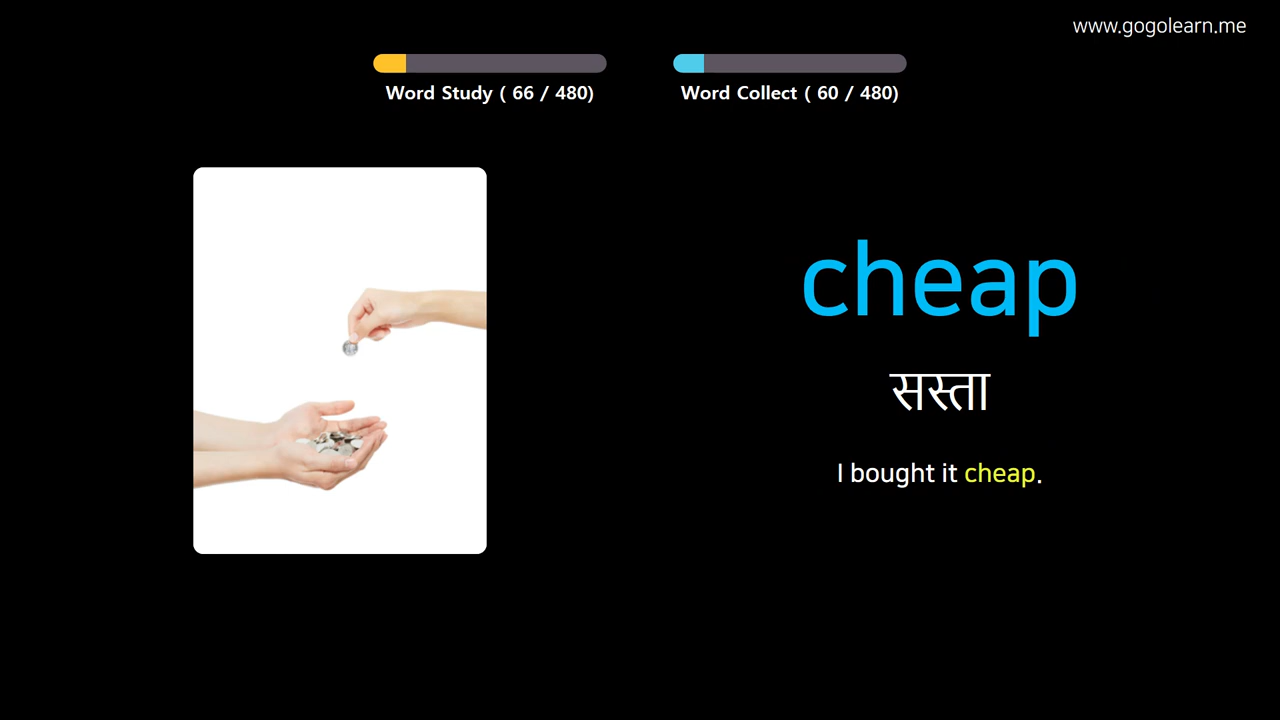 www.gogolearn.me
Word Study ( 66 / 480)
Word Collect ( 60 / 480)
cheap
सस्ता
I bought it cheap.